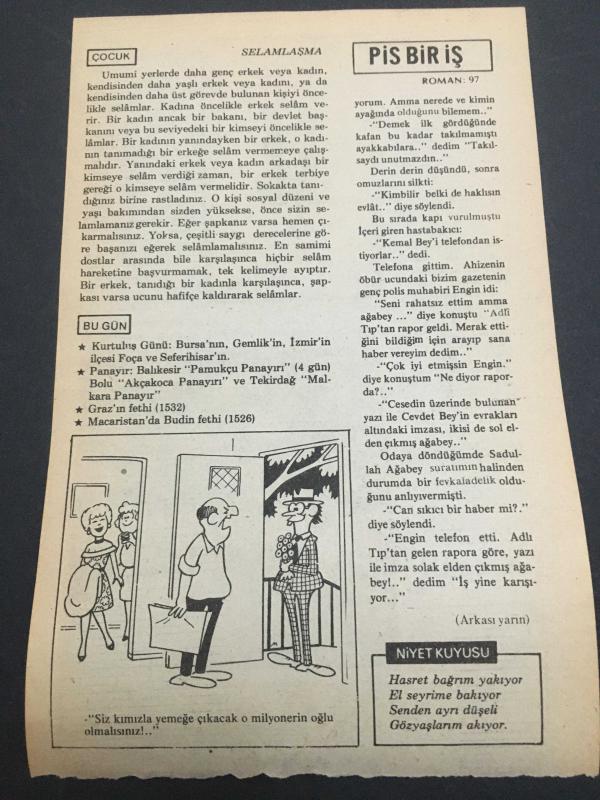 ÇOCUK
SELAMLAŞMA
Umumi yerlerde daha genç erkek veya kadın,
kendisinden daha yaşlı erkek veya kadını, ya da
kendisinden daha üst görevde bulunan kişiyi önce-
likle selâmlar. Kadına öncelikle erkek selâm ve-
rir. Bir kadın ancak bir bakanı, bir devlet baş-
kanını veya bu seviyedeki bir kimseyi öncelikle se-
lâmlar. Bir kadının yanındayken bir erkek, o kadı-
nın tanımadığı bir erkeğe selâm vermemeye çalış-
malıdır. Yanındaki erkek veya kadın arkadaşı bir
kimseye selâm verdiği zaman, bir erkek terbiye
gereği o kimseye selâm vermelidir. Sokakta tanı-
dığınız birine rastladınız. O kişi sosyal düzeni ve
yaşı bakımından sizden yüksekse, önce sizin se-
lamlamanız gerekir. Eğer şapkanız varsa hemen çı-
karmalısınız. Yoksa, çeşitli saygı derecelerine gö-
re başanızı eğerek selâmlamalısınız. En samimi
dostlar arasında bile karşılaşınca hiçbir selâm
hareketine başvurmamak, tek kelimeyle ayıptır.
Bir erkek, tanıdığı bir kadınla karşılaşınca, şap-
kası varsa ucunu hafifçe kaldırarak selâmlar.
BU GÜN
★ Kurtuluş Günü: Bursa'nın, Gemlik'in, İzmir'in
ilçesi Foça ve Seferihisar'ın.
★ Panayır: Balıkesir "Pamukçu Panayırı" (4 gün)
Bolu "Akçakoca Panayırı" ve Tekirdağ "Mal-
kara Panayır"
★ Graz'ın fethi (1532)
★ Macaristan'da Budin fethi (1526)
-"Siz kımızla yemeğe çıkacak o milyonerin oğlu
olmalısınız!.."
PİS BİR İŞ
ROMAN: 97
yorum. Amma nerede ve kimin
ayağında olduğunu bilemem.."
-"Demek ilk gördüğünde
kafan bu kadar takılmamıştı
ayakkabılara.." dedim "Takıl-
saydı unutmazdın.."
Derin derin düşündü, sonra
omuzlarını silkti:
-"Kimbilir belki de haklısın
evlât.." diye söylendi.
Bu sırada kapı vurulmuştu
İçeri giren hastabakıcı:
-"Kemal Bey'i telefondan is-
tiyorlar.." dedi.
Telefona gittim. Ahizenin
öbür ucundaki bizim gazetenin
genç polis muhabiri Engin idi:
"Seni rahatsız ettim amma
ağabey ..." diye konuştu "Adlî
Tıp'tan rapor geldi. Merak etti-
ğini bildiğim için arayıp sana
haber vereyim dedim.."
-"Çok iyi etmişsin Engin."
diye konuştum "Ne diyor rapor-
da?.."
-"Cesedin üzerinde bulunan
yazı ile Cevdet Bey'in evrakları
altındaki imzası, ikisi de sol el-
den çıkmış ağabey.."
Odaya döndüğümde Sadul-
lah Ağabey suratımın halinden
durumda bir fevkaladelik oldu-
ğunu anlıyıvermişti.
-"Can sıkıcı bir haber mi?."
diye söylendi.
-"Engin telefon etti. Adlı
Tıp'tan gelen rapora göre, yazı
ile imza solak elden çıkmış ağa-
bey!.." dedim "İş yine karışı-
yor..."
(Arkası yarın)
NİYET KUYUSU
Hasret bağrım yakıyor
El seyrime bakıyor
Senden ayrı düşeli
Gözyaşlarım akıyor.